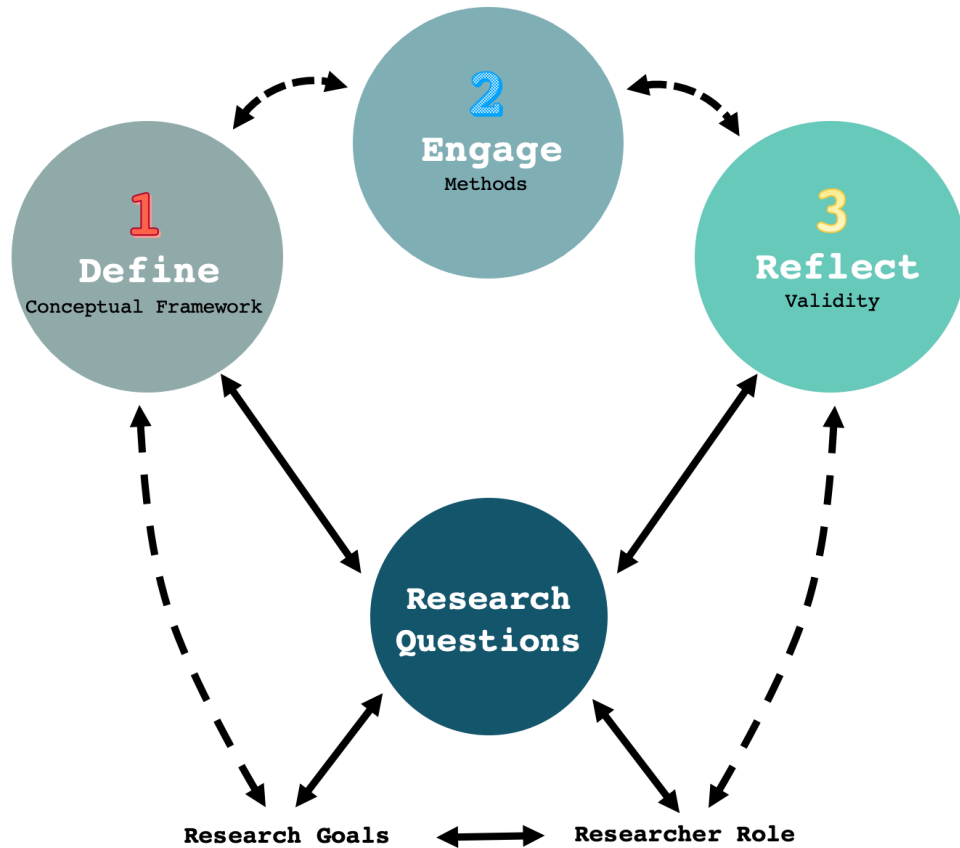 1
Define
Conceptual Framework
2
Engage
Methods
3
Reflect
Validity
Research
Questions
Research Goals
Researcher Role